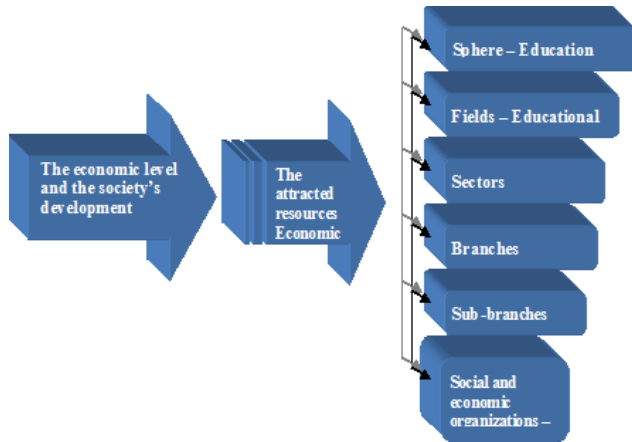 The economic level
and the society's
development
The
attracted
resources
Economic
Sphere – Education
Fields – Educational
Sectors
Branches
Sub-branches
Social and
economic
organizations –